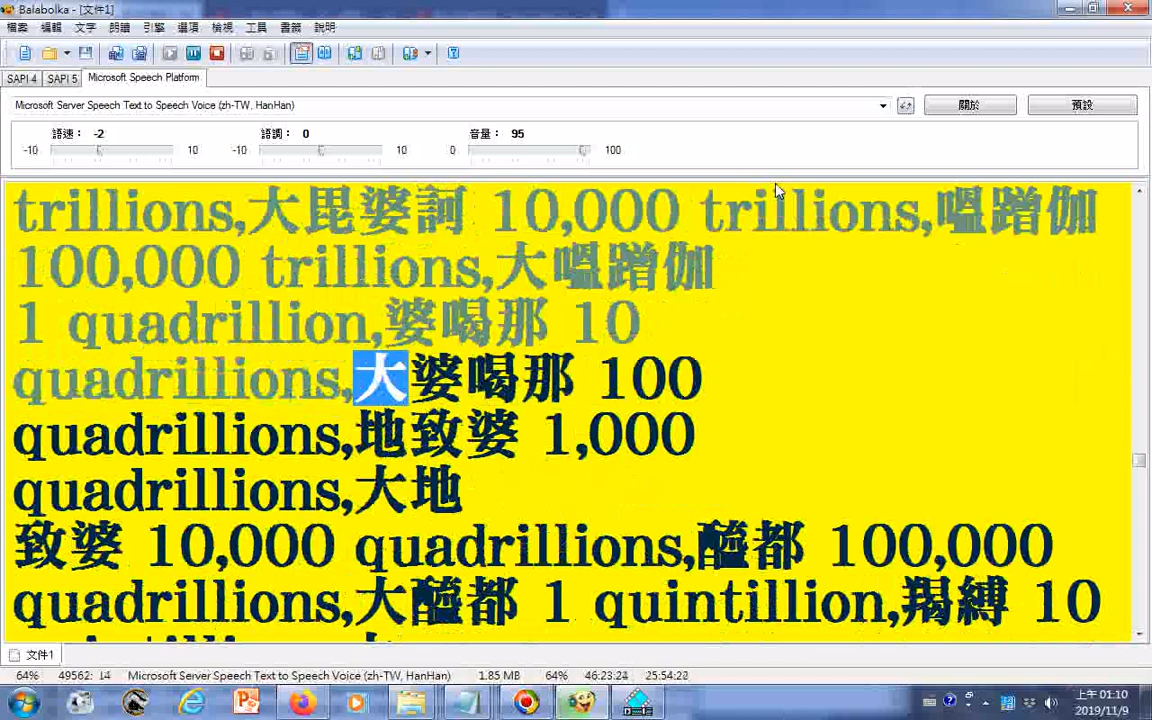 Balabolka - [文件1]
檔案 編輯 文字 朗讀 引擎 選項 檢視 工具 書籤 說明
SAPI 4 SAPI 5 Microsoft Speech Platform
Microsoft Server Speech Text to Speech Voice (zh-TW, HanHan) 關於 預設
語速： -2 語調： 0 音量： 95
-10 10 -10 10 0 100
trillions,大毘婆訶 10,000 trillions,嗢蹭伽
100,000 trillions,大嗢蹭伽
1 quadrillion,婆喝那 10
quadrillions,大婆喝那 100
quadrillions,地致婆 1,000
quadrillions,大地
致婆 10,000 quadrillions,醯都 100,000
quadrillions,大醯都 1 quintillion,羯縛 10
文件1
64% 49562: 14 Microsoft Server Speech Text to Speech Voice (zh-TW, HanHan) 1.85 MB 64% 46:23:24 25:54:22
上午 01:10
2019/11/9